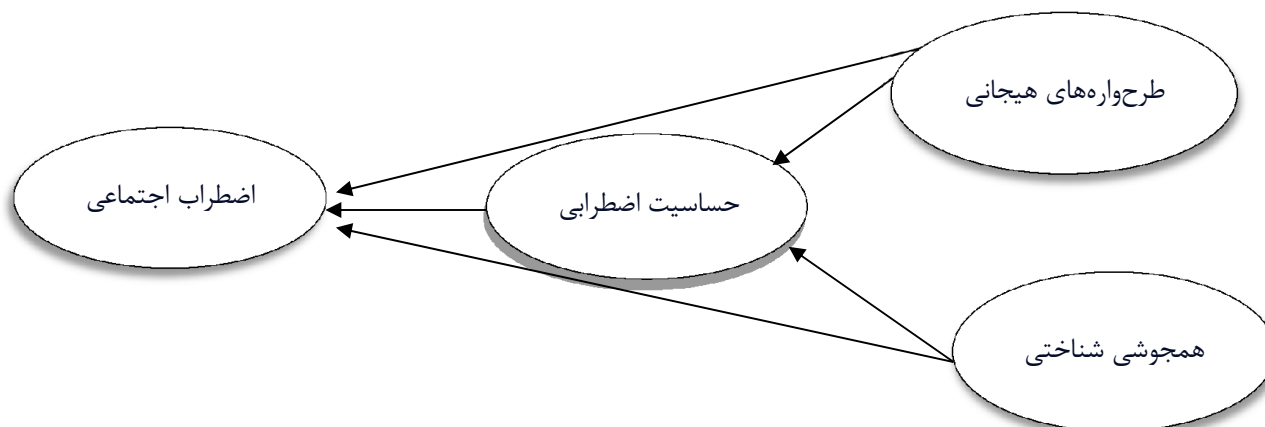 طرح‌واره‌های هیجانی
حساسیت اضطرابی
اضطراب اجتماعی
همجوشی شناختی